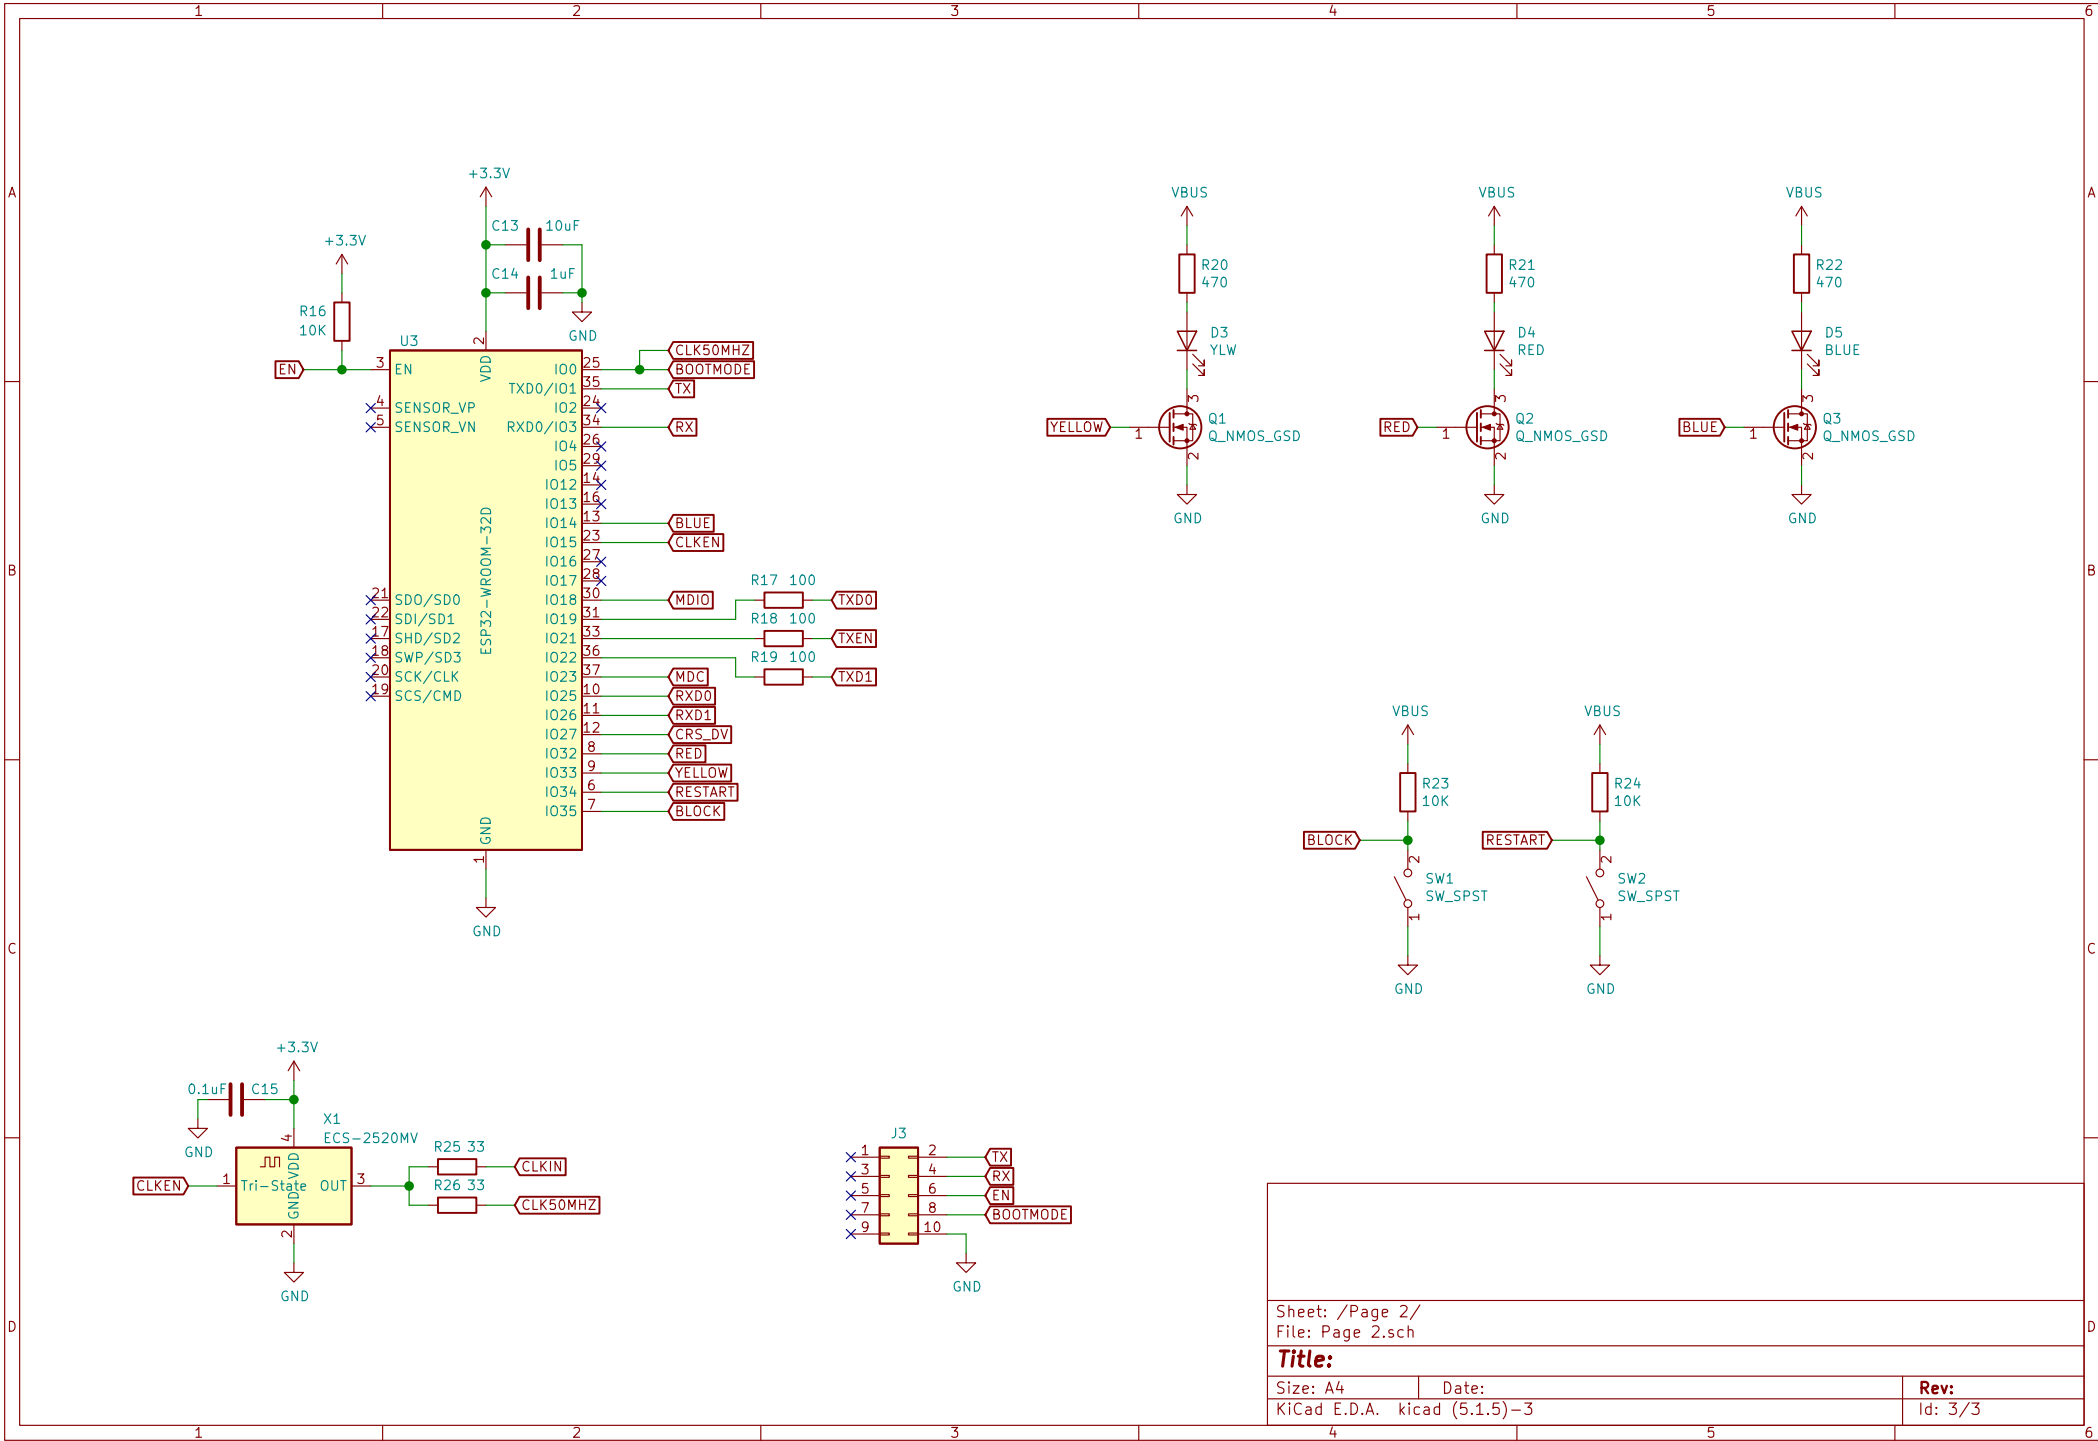 1 2 3 4 5 6
A
B
C
D
+3.3V
C13 10uF
C14 1uF
GND
+3.3V
R16
10K
EN
U3
ESP32-WROOM-32D
2 VDD
3 EN
4 SENSOR_VP
5 SENSOR_VN
21 SDO/SD0
22 SDI/SD1
17 SHD/SD2
18 SWP/SD3
20 SCK/CLK
19 SCS/CMD
IO0 25 CLK50MHZ
BOOTMODE
TXD0/IO1 35 TX
IO2 24
RXD0/IO3 34 RX
IO4 26
IO5 29
IO12 14
IO13 16
IO14 13 BLUE
IO15 23 CLKEN
IO16 27
IO17 28
IO18 30 MDIO
IO19 31 R17 100 TXD0
IO21 33 R18 100 TXEN
IO22 36 R19 100 TXD1
IO23 37 MDC
IO25 10 RXD0
IO26 11 RXD1
IO27 12 CRS_DV
IO32 8 RED
IO33 9 YELLOW
IO34 6 RESTART
IO35 7 BLOCK
GND
1
GND
VBUS
R20
470
D3
YLW
3
YELLOW 1
Q1
Q_NMOS_GSD
2
GND
VBUS
R21
470
D4
RED
3
RED 1
Q2
Q_NMOS_GSD
2
GND
VBUS
R22
470
D5
BLUE
3
BLUE 1
Q3
Q_NMOS_GSD
2
GND
VBUS
R23
10K
BLOCK
2
SW1
SW_SPST
1
GND
VBUS
R24
10K
RESTART
2
SW2
SW_SPST
1
GND
+3.3V
0.1uF C15
GND
X1
ECS-2520MV
4
VDD
CLKEN 1 Tri-State OUT 3
GND
2
GND
R25 33 CLKIN
R26 33 CLK50MHZ
J3
1 2 TX
3 4 RX
5 6 EN
7 8 BOOTMODE
9 10
GND
Sheet: /Page 2/
File: Page 2.sch
Title:
Size: A4 Date: Rev:
KiCad E.D.A. kicad (5.1.5)-3 Id: 3/3
A
B
C
D
1 2 3 4 5 6